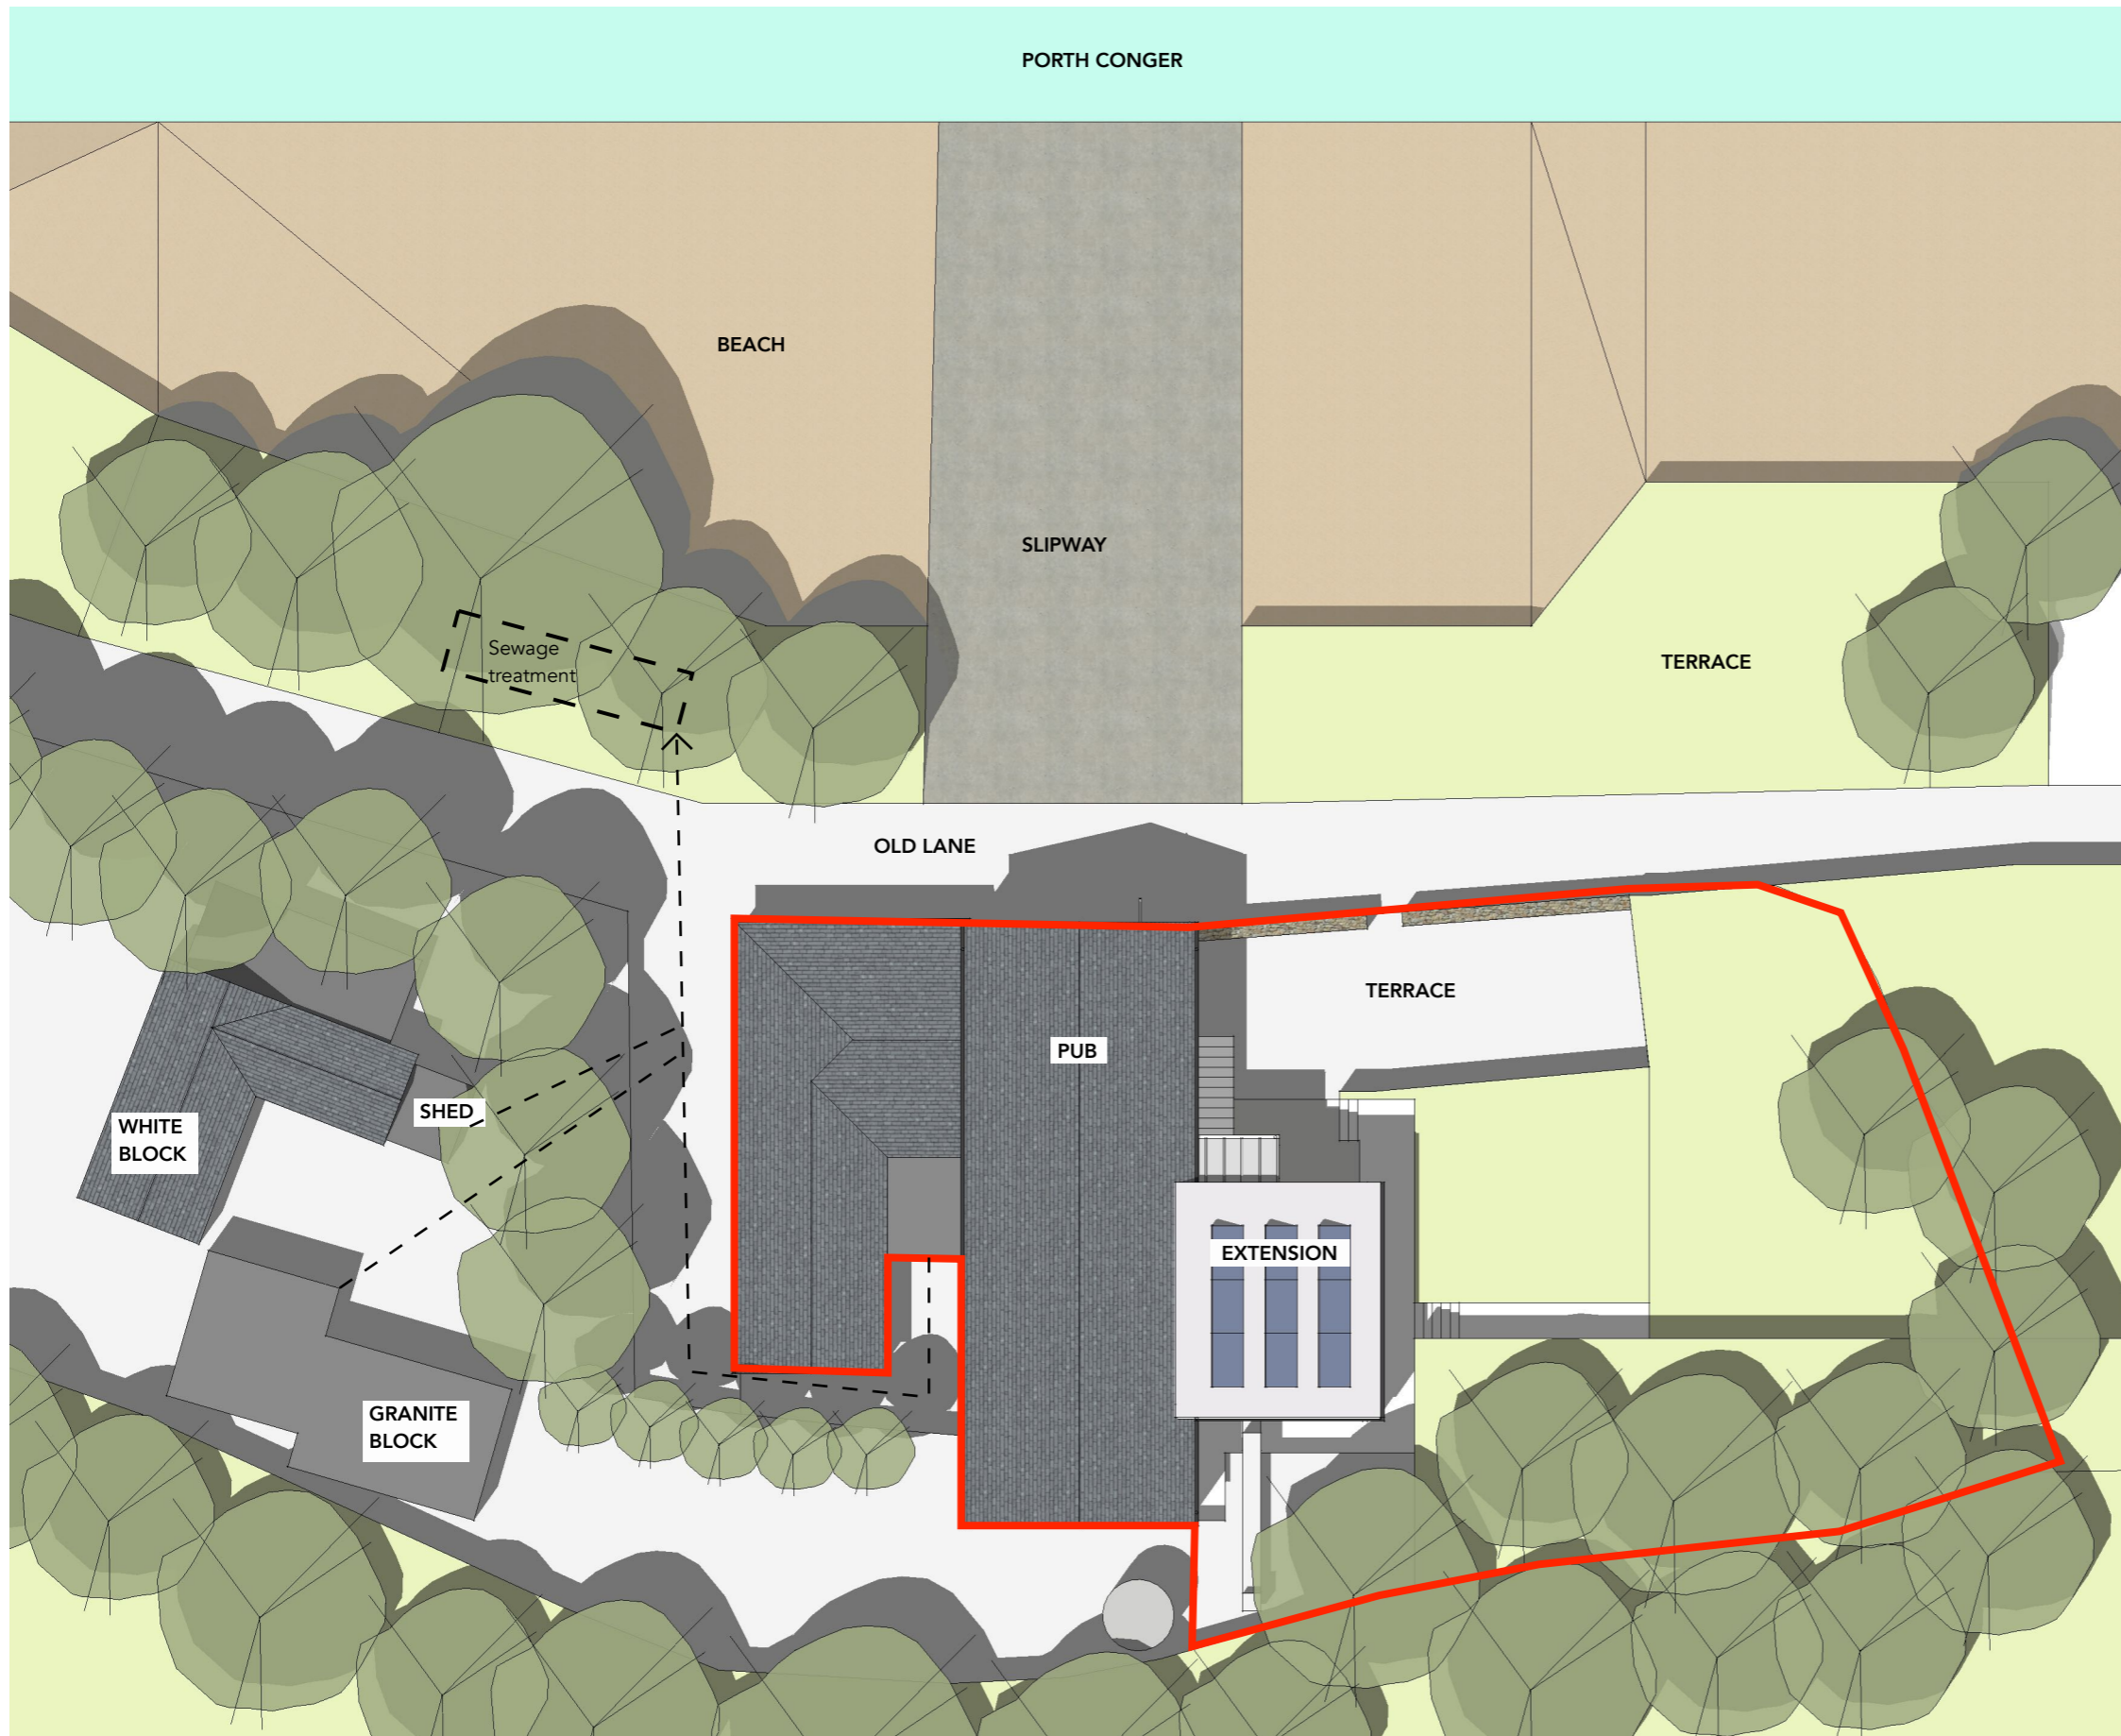 PORTH CONGER
BEACH
SLIPWAY
Sewage
treatment
TERRACE
OLD LANE
TERRACE
PUB
SHED
WHITE
BLOCK
EXTENSION
GRANITE
BLOCK